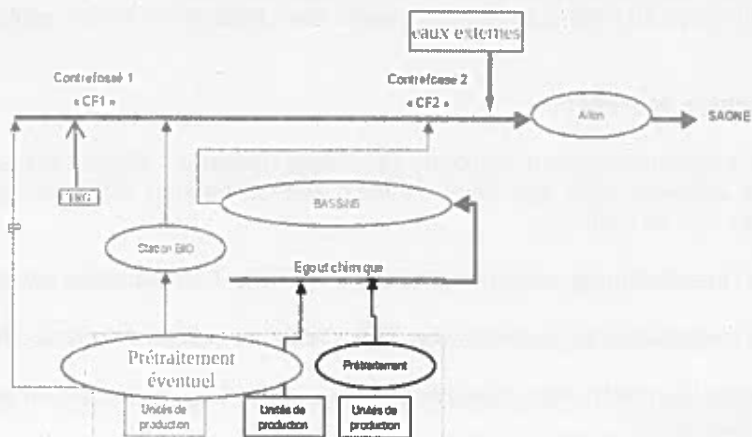 eaux externes
Contrefossé 1
Contrefosse 2
« CF1 »
« CF2 »
SAONE
BASSINS
Station BIO
Egout chimique
Prétraitement
éventuel
Prétraitement
Unités de
production
Unités de
production
Unités de
production